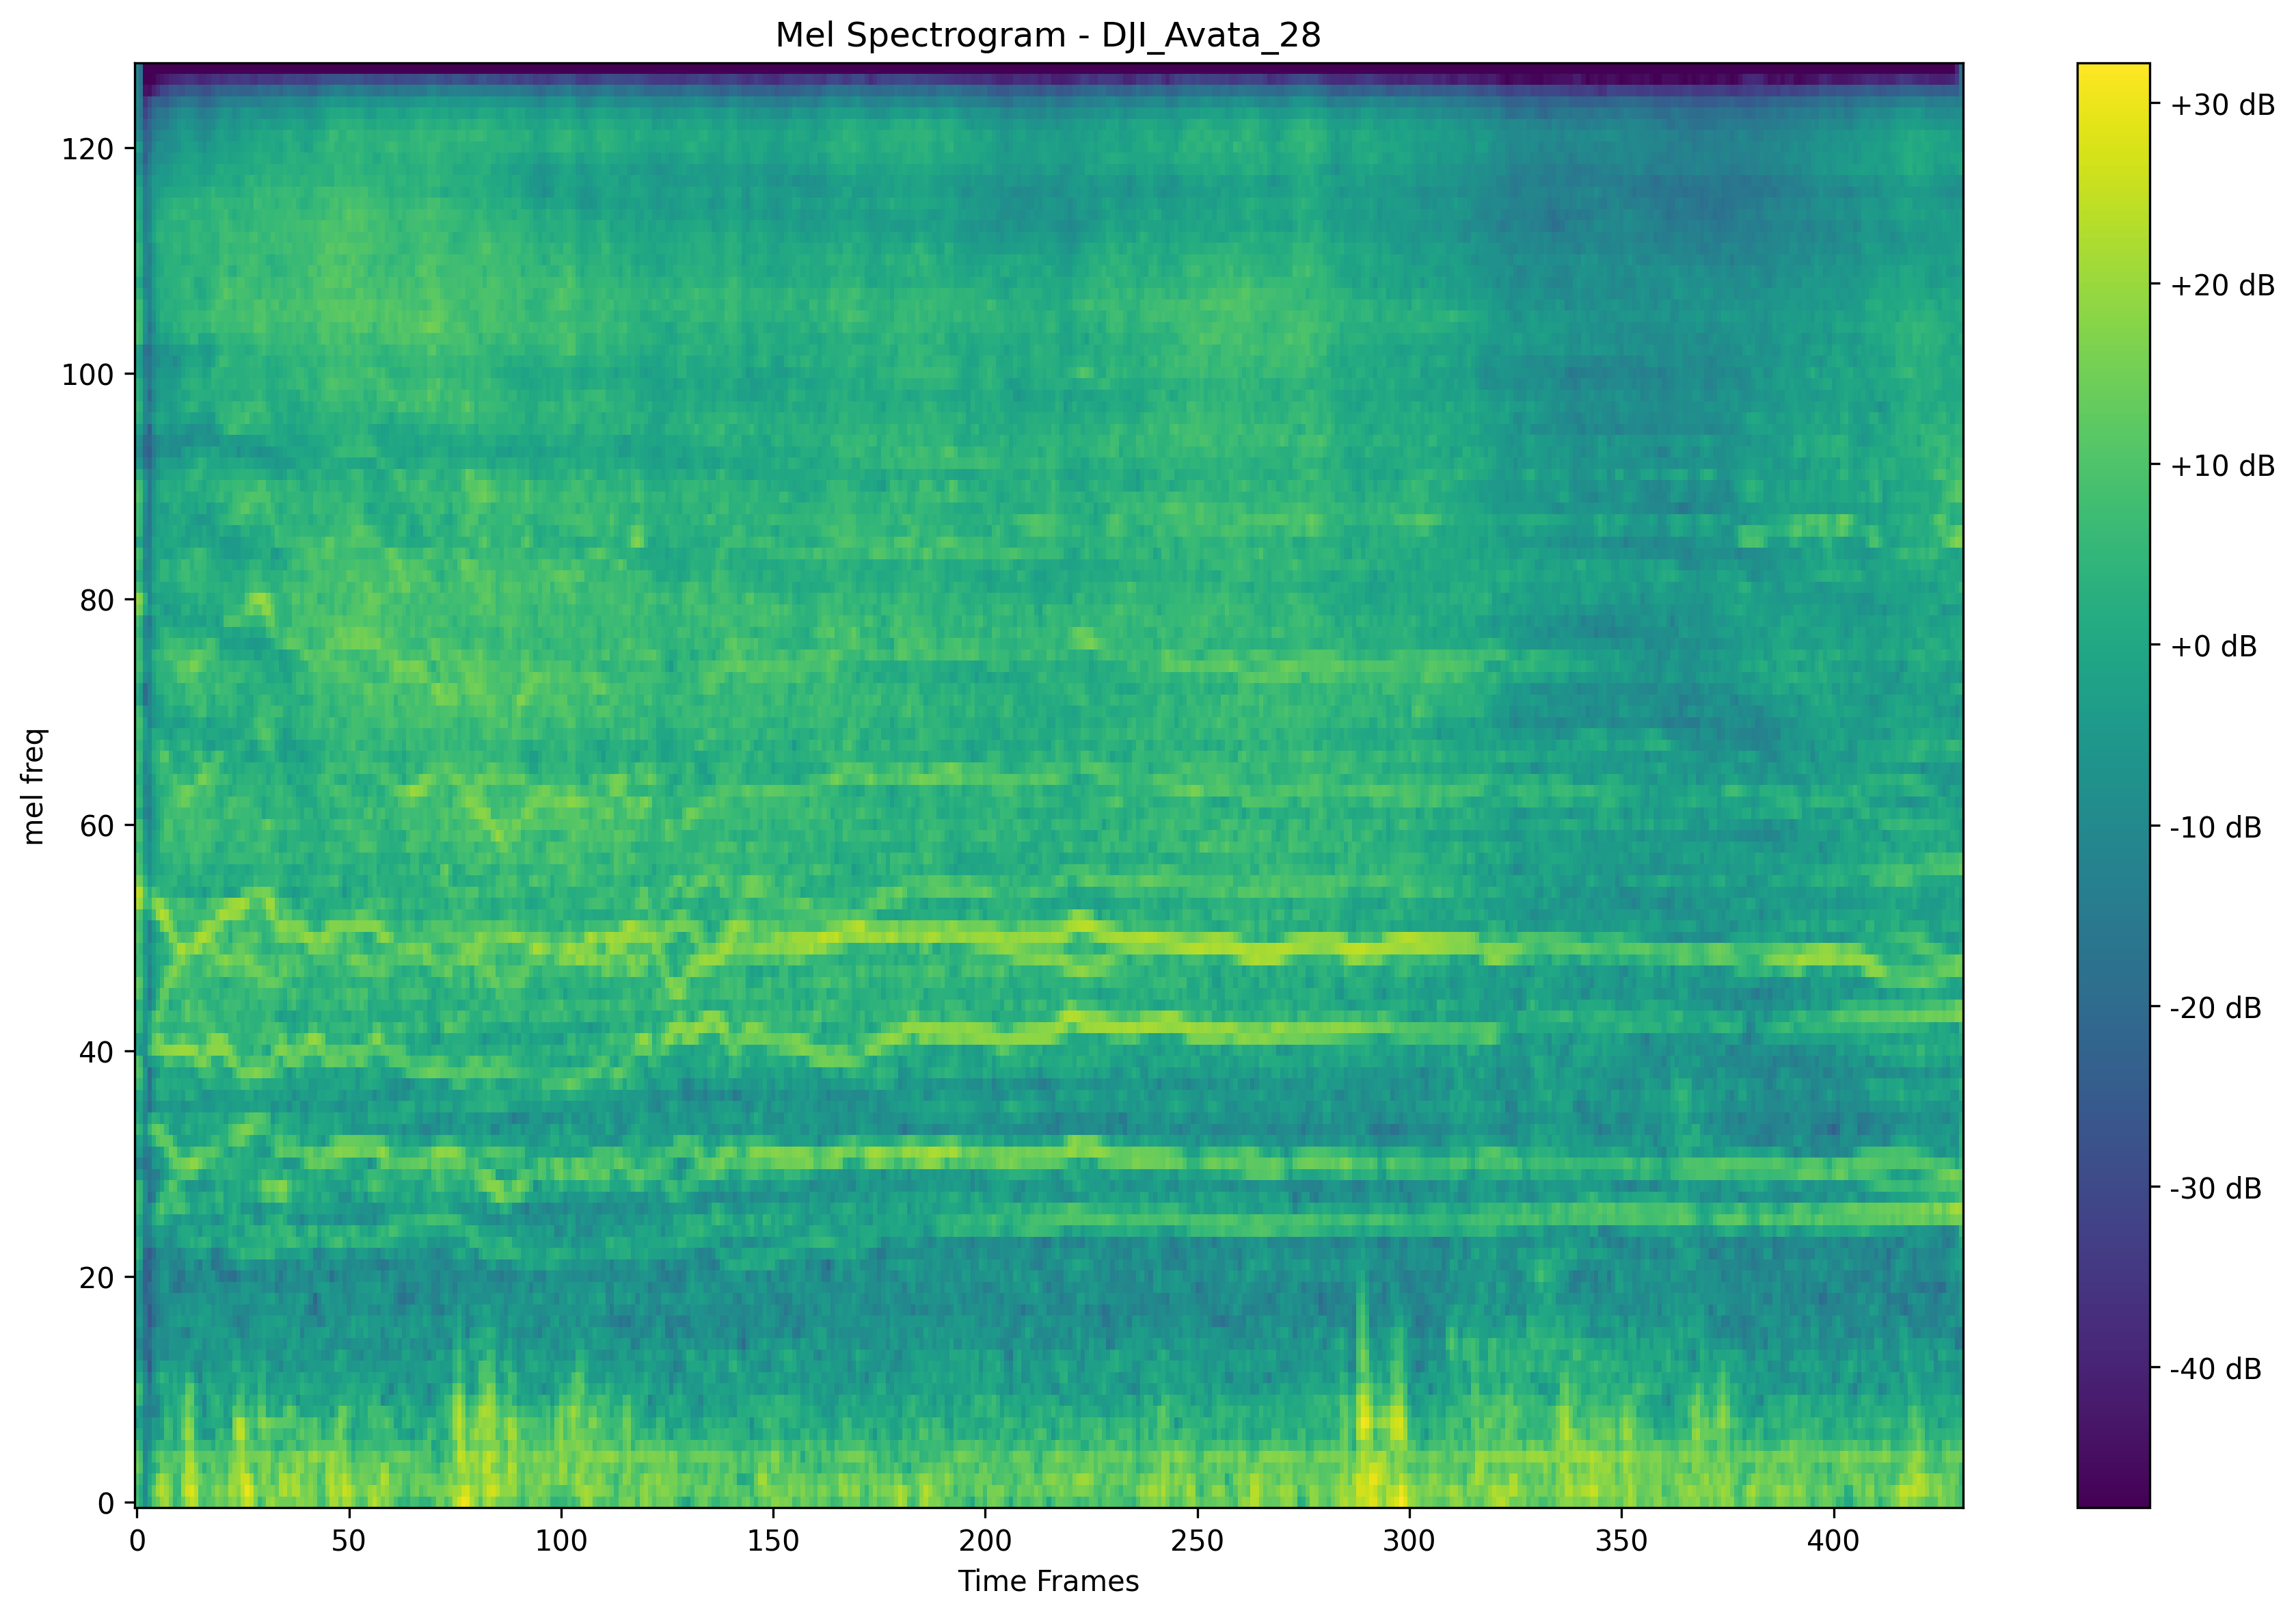 Mel Spectrogram - DJI_Avata_28
mel freq
120
100
80
60
40
20
0
0 50 100 150 200 250 300 350 400
Time Frames
+30 dB
+20 dB
+10 dB
+0 dB
-10 dB
-20 dB
-30 dB
-40 dB